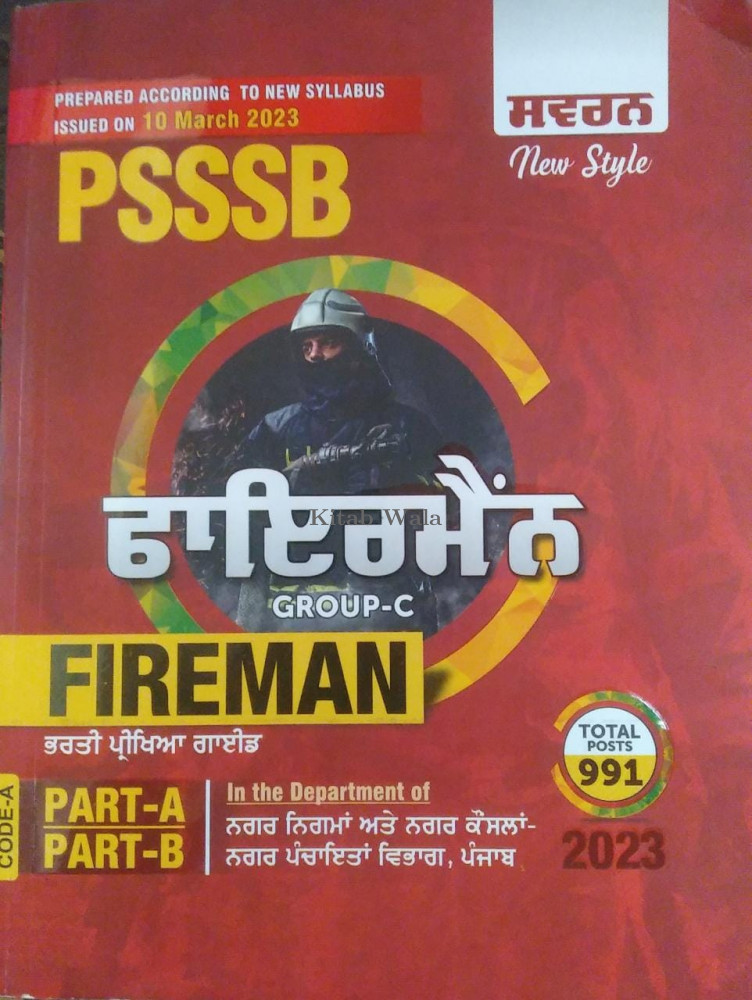 PREPARED ACCORDING TO NEW SYLLABUS
ISSUED ON 10 March 2023
ਸਵਰਨ
New Style
PSSSB
ਫਾਇਰਮੈਂਨ
Kitab Wala
GROUP-C
FIREMAN
ਭਰਤੀ ਪ੍ਰੀਖਿਆ ਗਾਈਡ
TOTAL
POSTS
991
CODE-A
PART-A
PART-B
In the Department of
ਨਗਰ ਨਿਗਮਾਂ ਅਤੇ ਨਗਰ ਕੌਂਸਲਾਂ-
ਨਗਰ ਪੰਚਾਇਤਾਂ ਵਿਭਾਗ, ਪੰਜਾਬ
2023